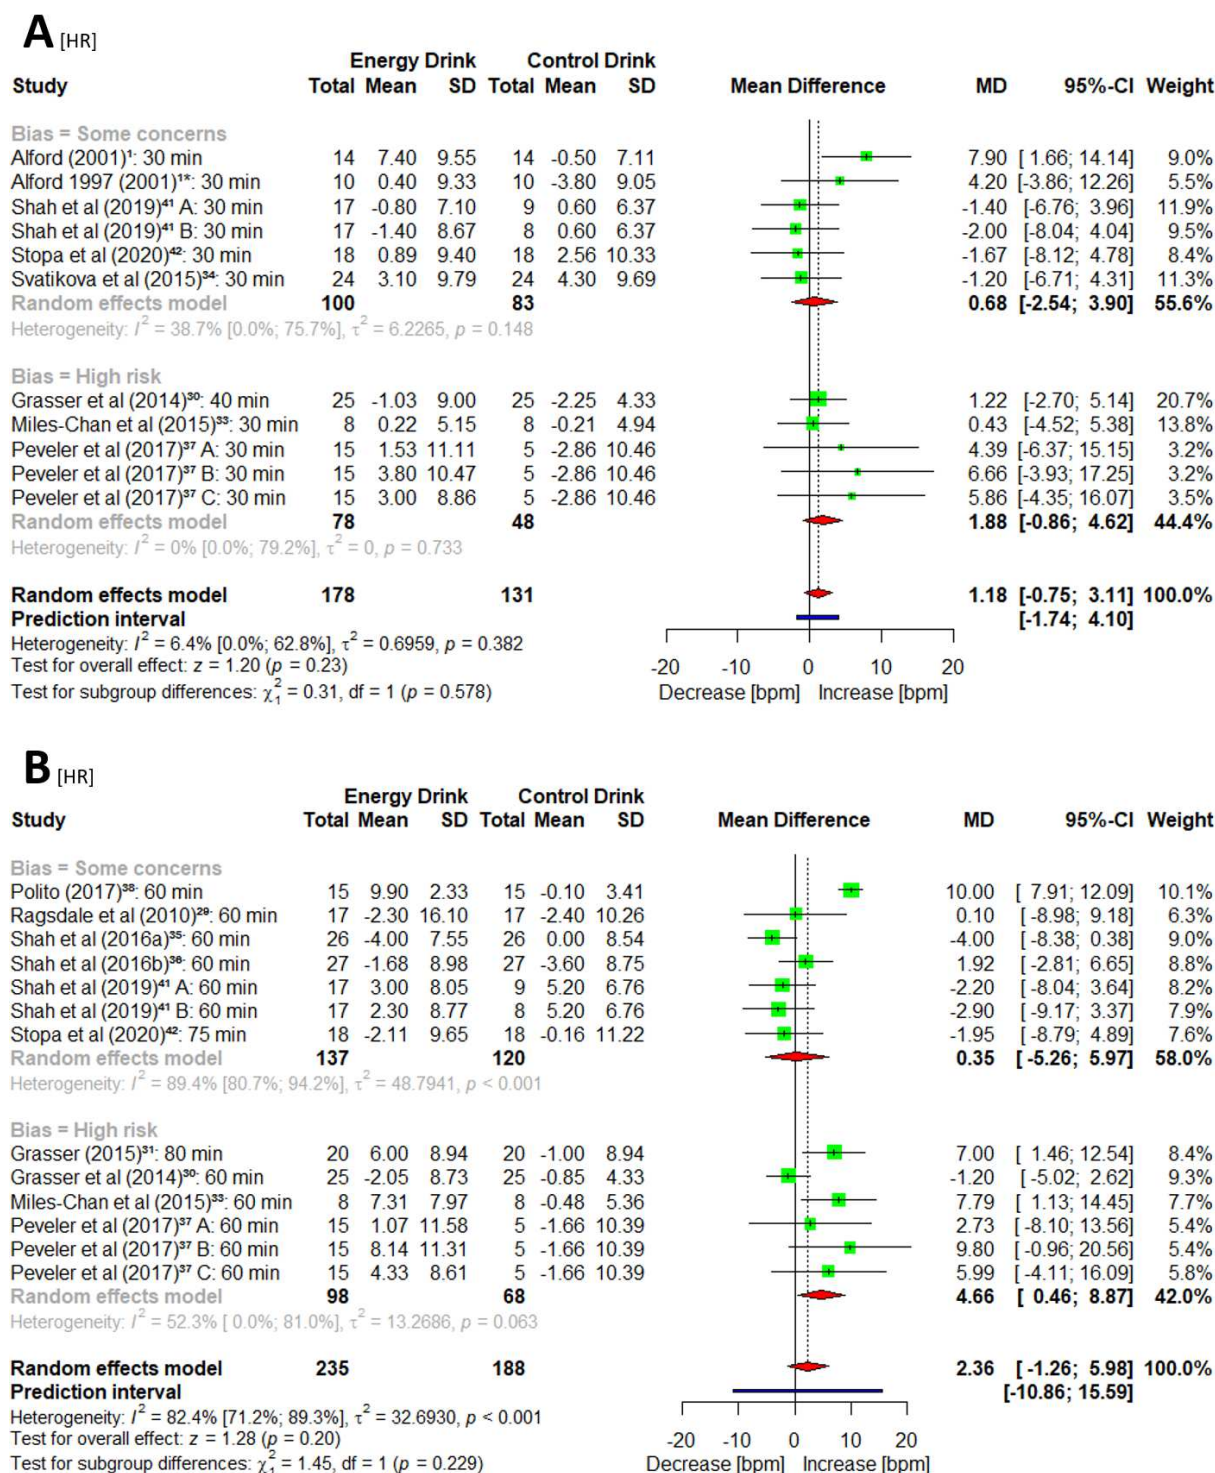 A [HR]
Energy Drink Control Drink
Study Total Mean SD Total Mean SD Mean Difference MD 95%-CI Weight
Bias = Some concerns
Alford (2001)¹: 30 min 14 7.40 9.55 14 -0.50 7.11 7.90 [ 1.66; 14.14] 9.0%
Alford 1997 (2001)¹*: 30 min 10 0.40 9.33 10 -3.80 9.05 4.20 [-3.86; 12.26] 5.5%
Shah et al (2019)⁴¹ A: 30 min 17 -0.80 7.10 9 0.60 6.37 -1.40 [-6.76; 3.96] 11.9%
Shah et al (2019)⁴¹ B: 30 min 17 -1.40 8.67 8 0.60 6.37 -2.00 [-8.04; 4.04] 9.5%
Stopa et al (2020)⁴²: 30 min 18 0.89 9.40 18 2.56 10.33 -1.67 [-8.12; 4.78] 8.4%
Svatikova et al (2015)³⁴: 30 min 24 3.10 9.79 24 4.30 9.69 -1.20 [-6.71; 4.31] 11.3%
Random effects model 100 83 0.68 [-2.54; 3.90] 55.6%
Heterogeneity: I² = 38.7% [0.0%; 75.7%], τ² = 6.2265, p = 0.148
Bias = High risk
Grasser et al (2014)³⁰: 40 min 25 -1.03 9.00 25 -2.25 4.33 1.22 [-2.70; 5.14] 20.7%
Miles-Chan et al (2015)³³: 30 min 8 0.22 5.15 8 -0.21 4.94 0.43 [-4.52; 5.38] 13.8%
Peveler et al (2017)³⁷ A: 30 min 15 1.53 11.11 5 -2.86 10.46 4.39 [-6.37; 15.15] 3.2%
Peveler et al (2017)³⁷ B: 30 min 15 3.80 10.47 5 -2.86 10.46 6.66 [-3.93; 17.25] 3.2%
Peveler et al (2017)³⁷ C: 30 min 15 3.00 8.86 5 -2.86 10.46 5.86 [-4.35; 16.07] 3.5%
Random effects model 78 48 1.88 [-0.86; 4.62] 44.4%
Heterogeneity: I² = 0% [0.0%; 79.2%], τ² = 0, p = 0.733
Random effects model 178 131 1.18 [-0.75; 3.11] 100.0%
Prediction interval [-1.74; 4.10]
Heterogeneity: I² = 6.4% [0.0%; 62.8%], τ² = 0.6959, p = 0.382
Test for overall effect: z = 1.20 (p = 0.23) -20 -10 0 10 20
Test for subgroup differences: χ₁² = 0.31, df = 1 (p = 0.578) Decrease [bpm] Increase [bpm]
B [HR]
Energy Drink Control Drink
Study Total Mean SD Total Mean SD Mean Difference MD 95%-CI Weight
Bias = Some concerns
Polito (2017)³⁸: 60 min 15 9.90 2.33 15 -0.10 3.41 10.00 [ 7.91; 12.09] 10.1%
Ragsdale et al (2010)²⁹: 60 min 17 -2.30 16.10 17 -2.40 10.26 0.10 [ -8.98; 9.18] 6.3%
Shah et al (2016a)³⁵: 60 min 26 -4.00 7.55 26 0.00 8.54 -4.00 [ -8.38; 0.38] 9.0%
Shah et al (2016b)³⁶: 60 min 27 -1.68 8.98 27 -3.60 8.75 1.92 [ -2.81; 6.65] 8.8%
Shah et al (2019)⁴¹ A: 60 min 17 3.00 8.05 9 5.20 6.76 -2.20 [ -8.04; 3.64] 8.2%
Shah et al (2019)⁴¹ B: 60 min 17 2.30 8.77 8 5.20 6.76 -2.90 [ -9.17; 3.37] 7.9%
Stopa et al (2020)⁴²: 75 min 18 -2.11 9.65 18 -0.16 11.22 -1.95 [ -8.79; 4.89] 7.6%
Random effects model 137 120 0.35 [ -5.26; 5.97] 58.0%
Heterogeneity: I² = 89.4% [80.7%; 94.2%], τ² = 48.7941, p < 0.001
Bias = High risk
Grasser (2015)³¹: 80 min 20 6.00 8.94 20 -1.00 8.94 7.00 [ 1.46; 12.54] 8.4%
Grasser et al (2014)³⁰: 60 min 25 -2.05 8.73 25 -0.85 4.33 -1.20 [ -5.02; 2.62] 9.3%
Miles-Chan et al (2015)³³: 60 min 8 7.31 7.97 8 -0.48 5.36 7.79 [ 1.13; 14.45] 7.7%
Peveler et al (2017)³⁷ A: 60 min 15 1.07 11.58 5 -1.66 10.39 2.73 [ -8.10; 13.56] 5.4%
Peveler et al (2017)³⁷ B: 60 min 15 8.14 11.31 5 -1.66 10.39 9.80 [ -0.96; 20.56] 5.4%
Peveler et al (2017)³⁷ C: 60 min 15 4.33 8.61 5 -1.66 10.39 5.99 [ -4.11; 16.09] 5.8%
Random effects model 98 68 4.66 [ 0.46; 8.87] 42.0%
Heterogeneity: I² = 52.3% [ 0.0%; 81.0%], τ² = 13.2686, p = 0.063
Random effects model 235 188 2.36 [ -1.26; 5.98] 100.0%
Prediction interval [-10.86; 15.59]
Heterogeneity: I² = 82.4% [71.2%; 89.3%], τ² = 32.6930, p < 0.001
Test for overall effect: z = 1.28 (p = 0.20) -20 -10 0 10 20
Test for subgroup differences: χ₁² = 1.45, df = 1 (p = 0.229) Decrease [bpm] Increase [bpm]